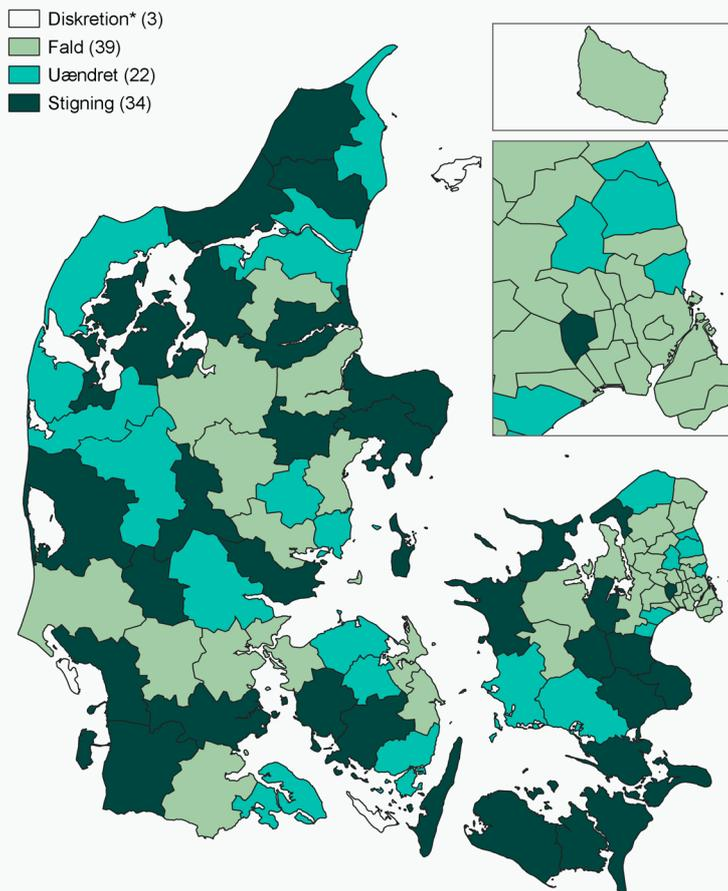 Diskretion* (3)
Fald (39)
Uændret (22)
Stigning (34)